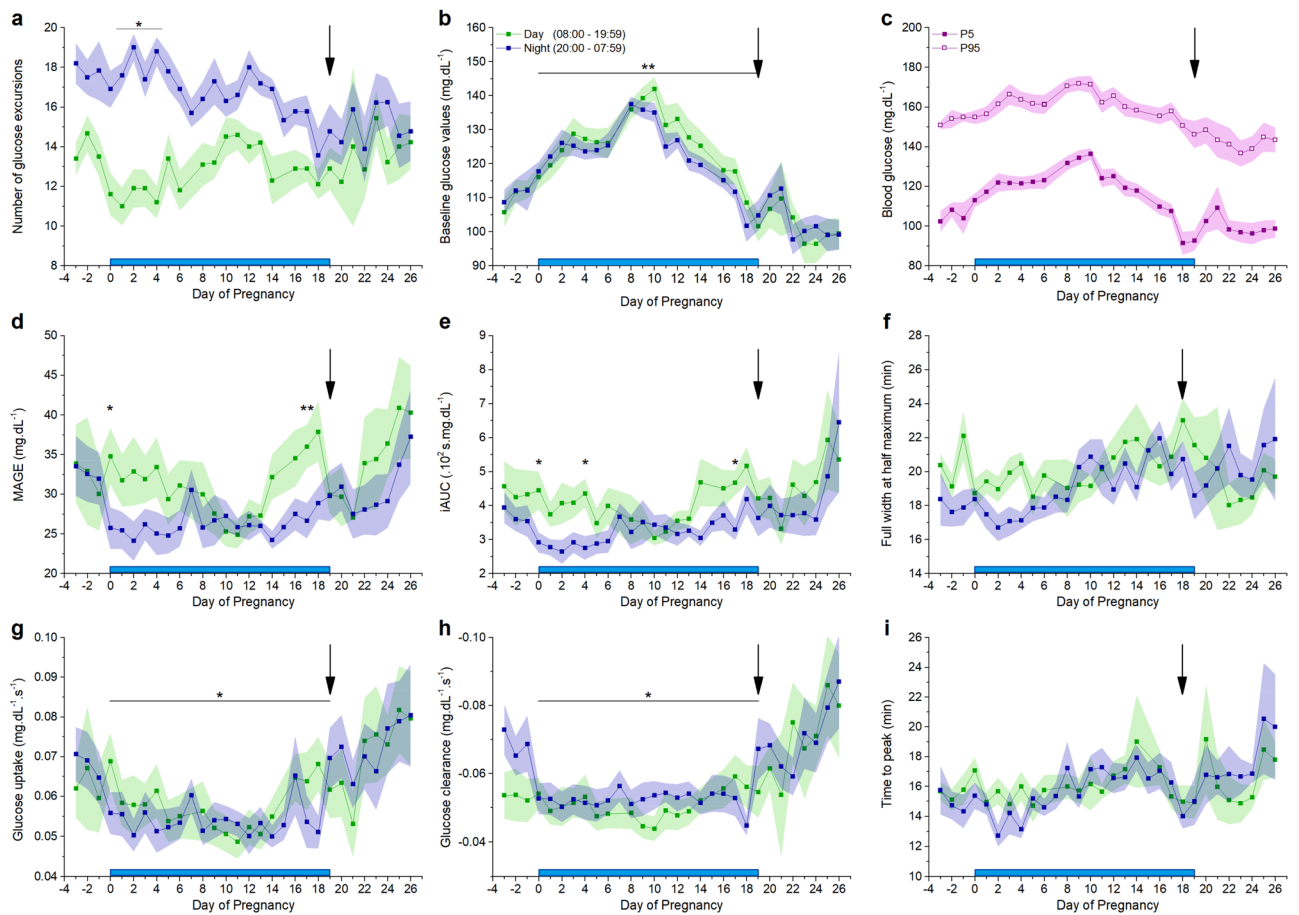 a
20
18
16
14
12
10
8
Number of glucose excursions
*
-4 -2 0 2 4 6 8 10 12 14 16 18 20 22 24 26
Day of Pregnancy
b
160
150
140
130
120
110
100
90
Baseline glucose values (mg.dL⁻¹)
Day (08:00 - 19:59)
Night (20:00 - 07:59)
**
-4 -2 0 2 4 6 8 10 12 14 16 18 20 22 24 26
Day of Pregnancy
c
200
180
160
140
120
100
80
Blood glucose (mg.dL⁻¹)
P5
P95
-4 -2 0 2 4 6 8 10 12 14 16 18 20 22 24 26
Day of Pregnancy
d
50
45
40
35
30
25
20
MAGE (mg.dL⁻¹)
* **
-4 -2 0 2 4 6 8 10 12 14 16 18 20 22 24 26
Day of Pregnancy
e
9
8
7
6
5
4
3
2
iAUC (.10² s.mg.dL⁻¹)
* * *
-4 -2 0 2 4 6 8 10 12 14 16 18 20 22 24 26
Day of Pregnancy
f
28
26
24
22
20
18
16
14
Full width at half maximum (min)
-4 -2 0 2 4 6 8 10 12 14 16 18 20 22 24 26
Day of Pregnancy
g
0.10
0.09
0.08
0.07
0.06
0.05
0.04
Glucose uptake (mg.dL⁻¹.s⁻¹)
*
-4 -2 0 2 4 6 8 10 12 14 16 18 20 22 24 26
Day of Pregnancy
h
-0.10
-0.08
-0.06
-0.04
-0.03
Glucose clearance (mg.dL⁻¹.s⁻¹)
*
-4 -2 0 2 4 6 8 10 12 14 16 18 20 22 24 26
Day of Pregnancy
i
26
24
22
20
18
16
14
12
10
Time to peak (min)
-4 -2 0 2 4 6 8 10 12 14 16 18 20 22 24 26
Day of Pregnancy